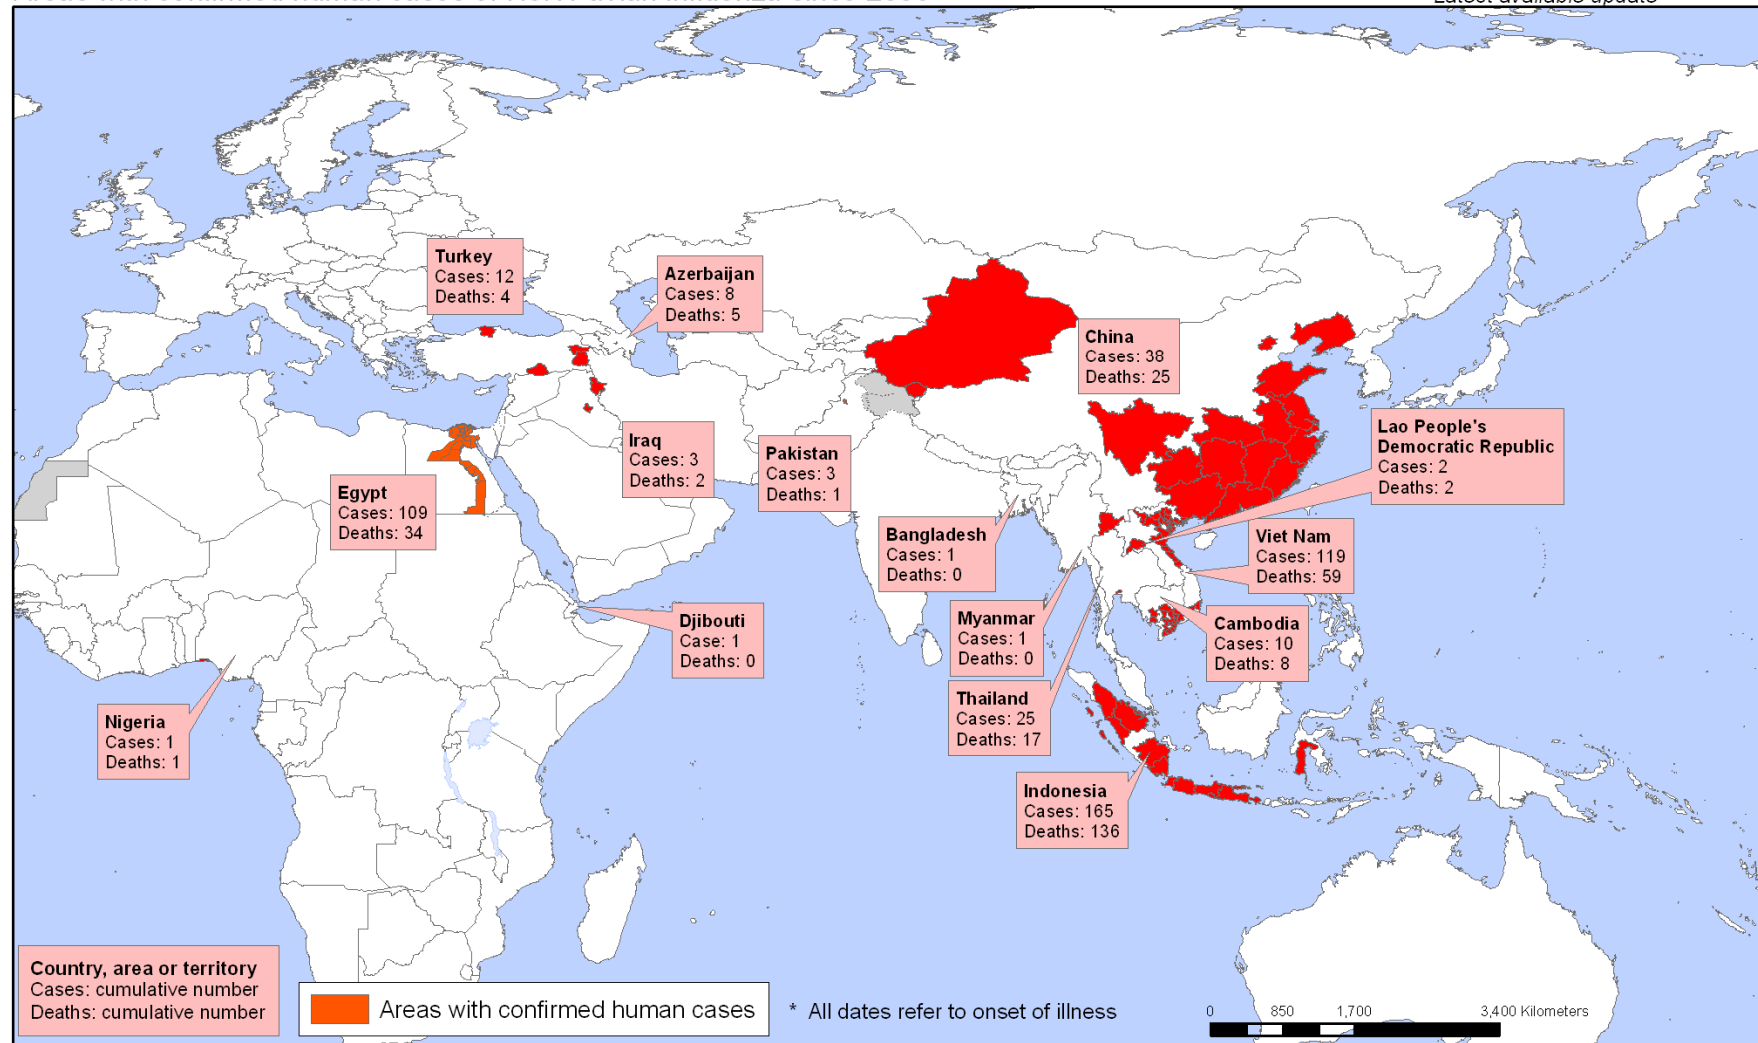 Latest available update
Turkey
Cases: 12
Deaths: 4
Azerbaijan
Cases: 8
Deaths: 5
China
Cases: 38
Deaths: 25
Lao People's
Democratic Republic
Cases: 2
Deaths: 2
Iraq
Cases: 3
Deaths: 2
Pakistan
Cases: 3
Deaths: 1
Egypt
Cases: 109
Deaths: 34
Bangladesh
Cases: 1
Deaths: 0
Viet Nam
Cases: 119
Deaths: 59
Djibouti
Case: 1
Deaths: 0
Myanmar
Cases: 1
Deaths: 0
Cambodia
Cases: 10
Deaths: 8
Thailand
Cases: 25
Deaths: 17
Nigeria
Cases: 1
Deaths: 1
Indonesia
Cases: 165
Deaths: 136
Country, area or territory
Cases: cumulative number
Deaths: cumulative number
Areas with confirmed human cases
* All dates refer to onset of illness
0 850 1,700 3,400 Kilometers